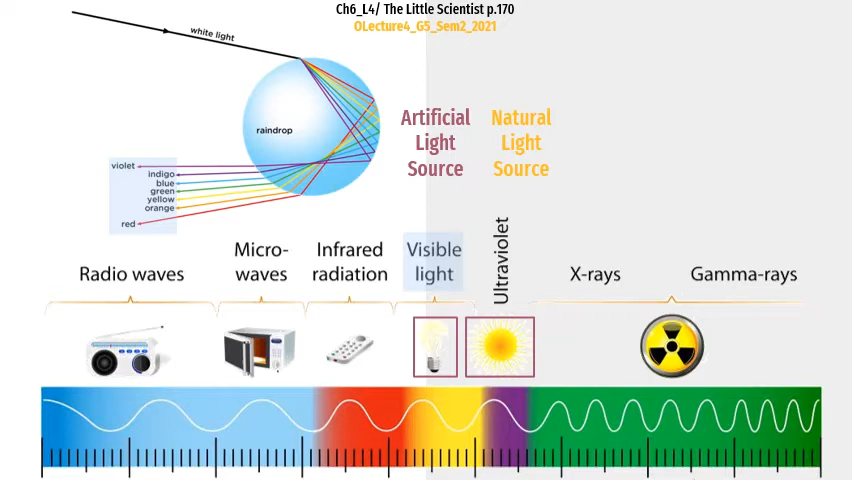 Ch6_L4/ The Little Scientist p.170
OLecture4_G5_Sem2_2021
white light
raindrop
Artificial
Light
Source
Natural
Light
Source
violet
indigo
blue
green
yellow
orange
red
Radio waves
Micro-
waves
Infrared
radiation
Visible
light
Ultraviolet
X-rays
Gamma-rays